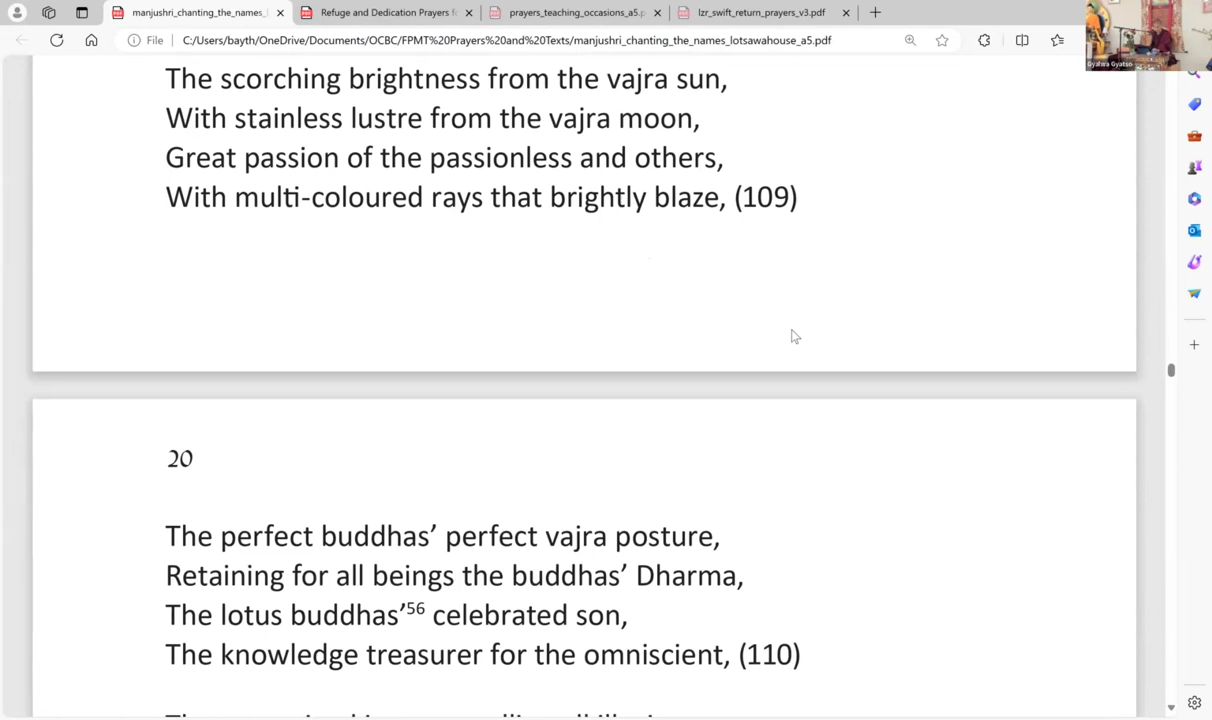 manjushri_chanting_the_names_
Refuge and Dedication Prayers f
prayers_teaching_occasions_a5.p
lzr_swift_return_prayers_v3.pdf
File
C:/Users/bayth/OneDrive/Documents/OCBC/FPMT%20Prayers%20and%20Texts/manjushri_chanting_the_names_lotsawahouse_a5.pdf
Gyalwa Gyatso
The scorching brightness from the vajra sun,
With stainless lustre from the vajra moon,
Great passion of the passionless and others,
With multi-coloured rays that brightly blaze, (109)
20
The perfect buddhas’ perfect vajra posture,
Retaining for all beings the buddhas’ Dharma,
The lotus buddhas’⁵⁶ celebrated son,
The knowledge treasurer for the omniscient, (110)